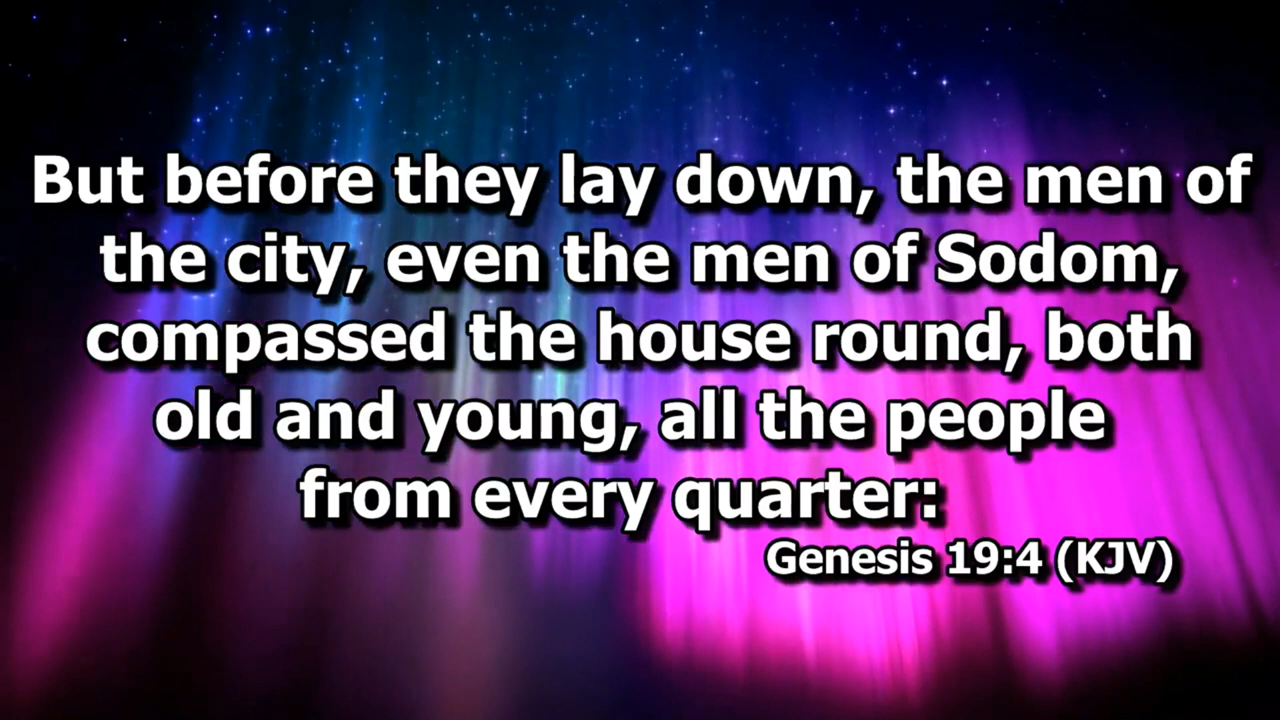 But before they lay down, the men of
the city, even the men of Sodom,
compassed the house round, both
old and young, all the people
from every quarter:
Genesis 19:4 (KJV)